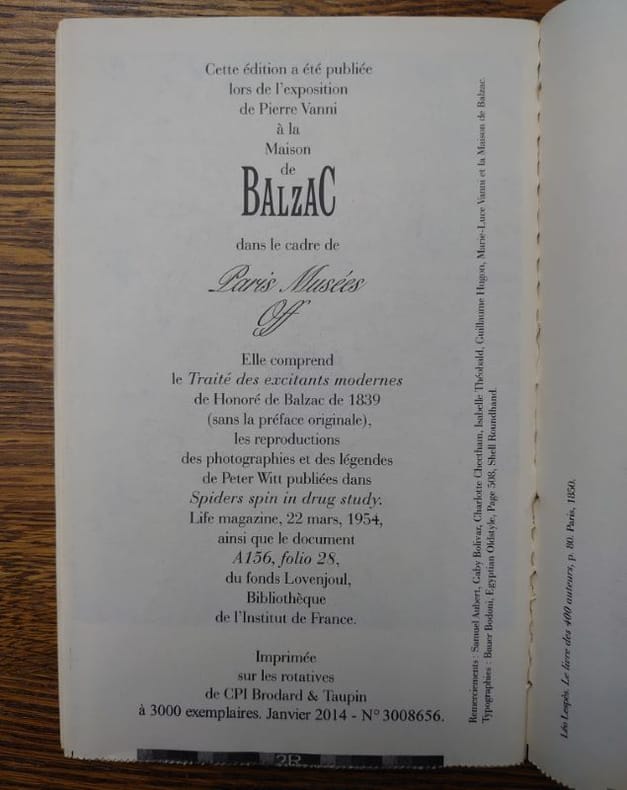 Cette édition a été publiée
lors de l'exposition
de Pierre Vanni
à la
Maison
de
BALZAC
dans le cadre de
Paris Musées
Off
Elle comprend
le Traité des excitants modernes
de Honoré de Balzac de 1839
(sans la préface originale),
les reproductions
des photographies et des légendes
de Peter Witt publiées dans
Spiders spin in drug study.
Life magazine, 22 mars, 1954,
ainsi que le document
A156, folio 28,
du fonds Lovenjoul,
Bibliothèque
de l'Institut de France.
Imprimée
sur les rotatives
de CPI Brodard & Taupin
à 3000 exemplaires. Janvier 2014 - N° 3008656.
Remerciements : Samuel Aubert, Gaby Bolivar, Charlotte Cheetham, Isabelle Théobald, Guillaume Hugon, Marie-Luce Vanni et la Maison de Balzac.
Typographies : Bauer Bodoni, Egyptian Oldstyle, Page 508, Shell Roundhand.
Léo Lespès. Le livre des 400 auteurs, p. 80. Paris, 1850.